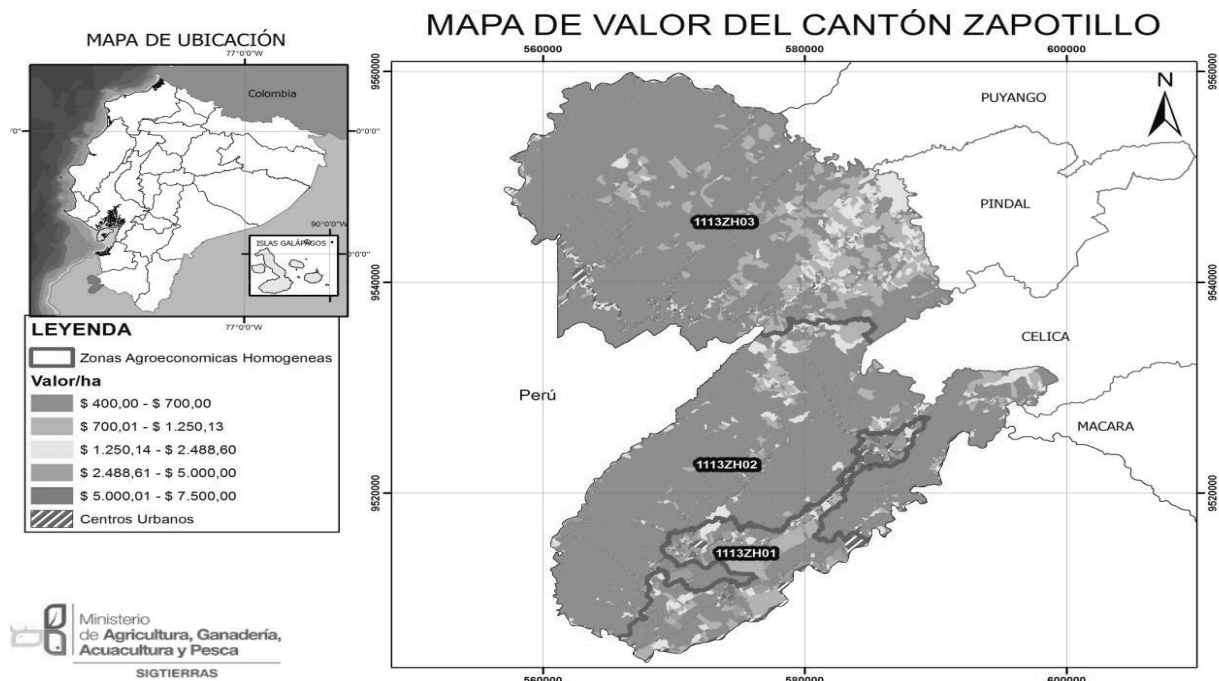 MAPA DE VALOR DEL CANTÓN ZAPOTILLO
MAPA DE UBICACIÓN
77°0'0"W
Colombia
0°0'0"
90°0'0"W
ISLAS GALÁPAGOS
0°0'0"
77°0'0"W
LEYENDA
Zonas Agroeconomicas Homogeneas
Valor/ha
$ 400,00 - $ 700,00
$ 700,01 - $ 1.250,13
$ 1.250,14 - $ 2.488,60
$ 2.488,61 - $ 5.000,00
$ 5.000,01 - $ 7.500,00
Centros Urbanos
Ministerio
de Agricultura, Ganadería,
Acuacultura y Pesca
SIGTIERRAS
560000
580000
600000
9560000
9560000
N
PUYANGO
PINDAL
1113ZH03
9540000
9540000
CELICA
Perú
MACARA
1113ZH02
9520000
9520000
1113ZH01
560000
580000
600000